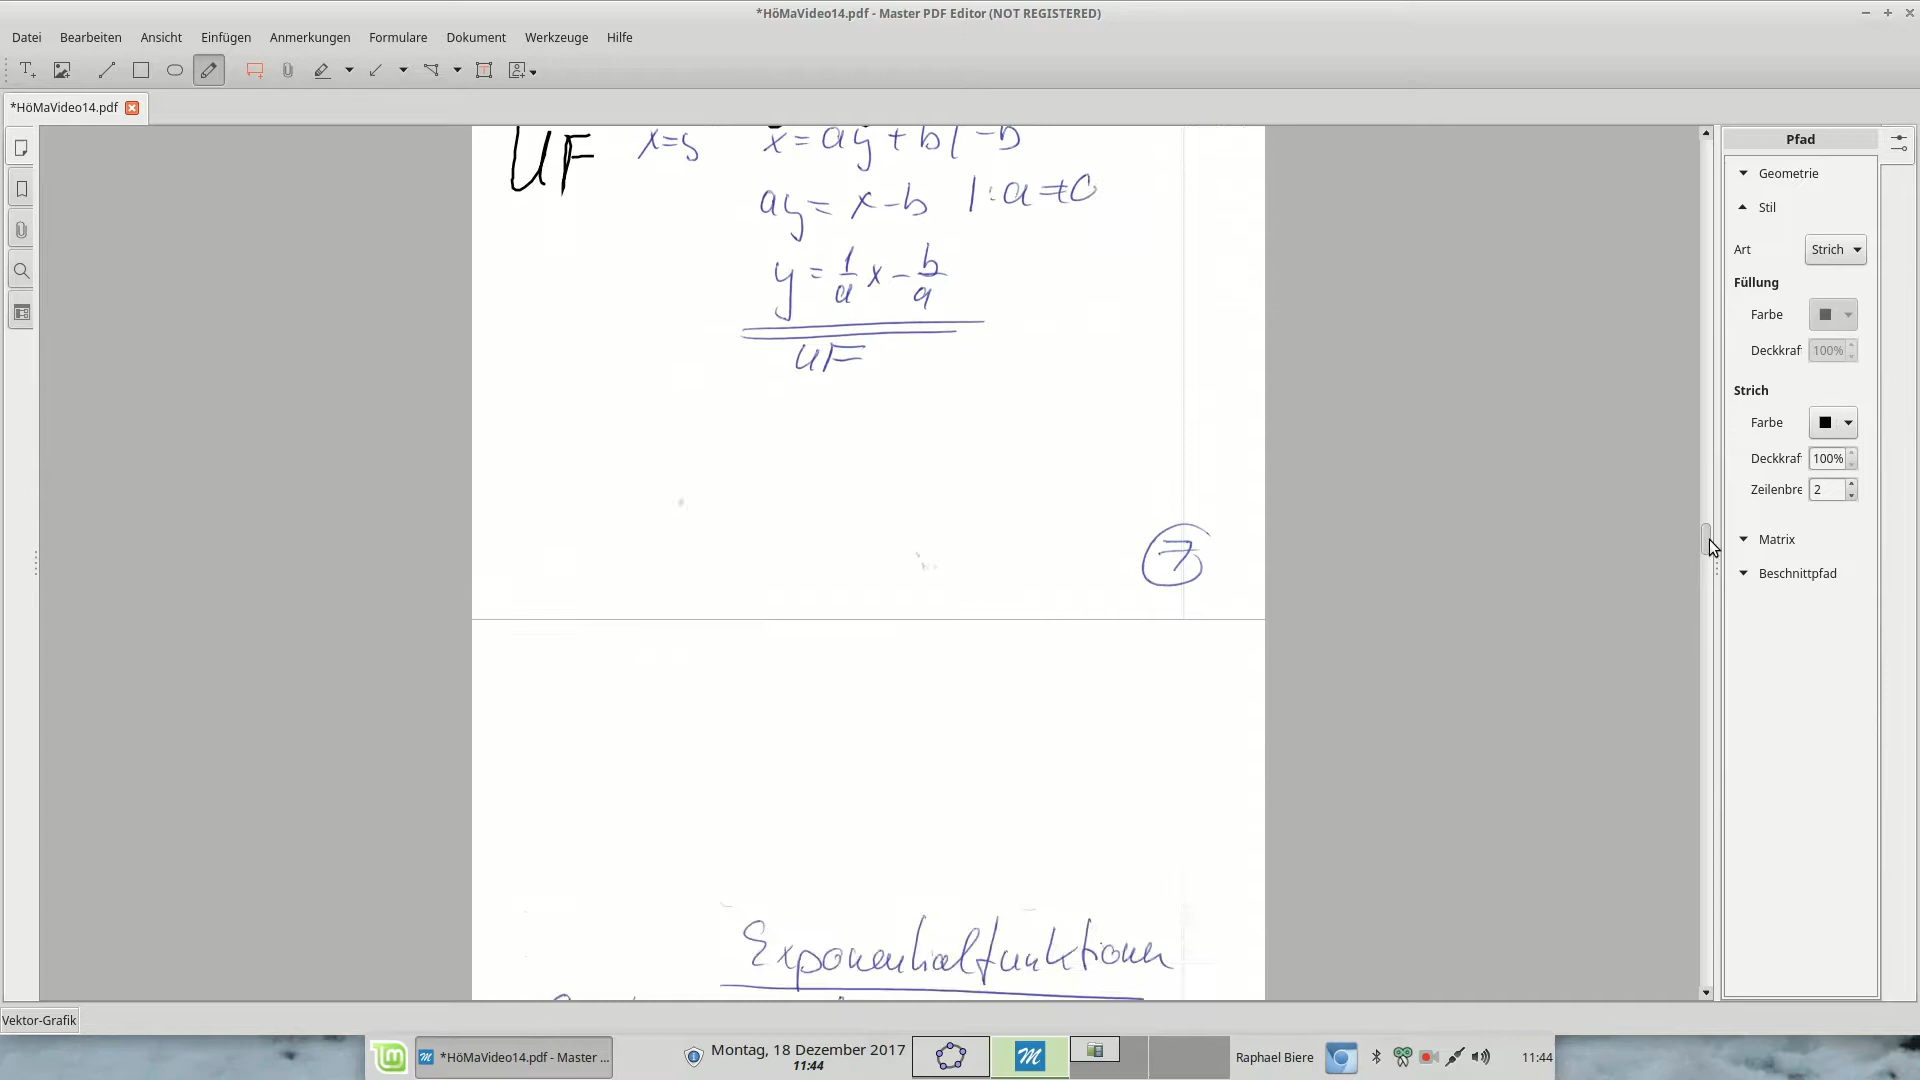 *HöMaVideo14.pdf - Master PDF Editor (NOT REGISTERED)
Datei Bearbeiten Ansicht Einfügen Anmerkungen Formulare Dokument Werkzeuge Hilfe
*HöMaVideo14.pdf
UF x=y x = ay + b | -b
ay = x - b |: a ≠ 0
y = 1/a x - b/a
UF
7
Exponentialfunktionen
Pfad
Geometrie
Stil
Art Strich
Füllung
Farbe
Deckkraf 100%
Strich
Farbe
Deckkraf 100%
Zeilenbre 2
Matrix
Beschnittpfad
Vektor-Grafik
*HöMaVideo14.pdf - Master ...
Montag, 18 Dezember 2017
11:44
Raphael Biere
11:44